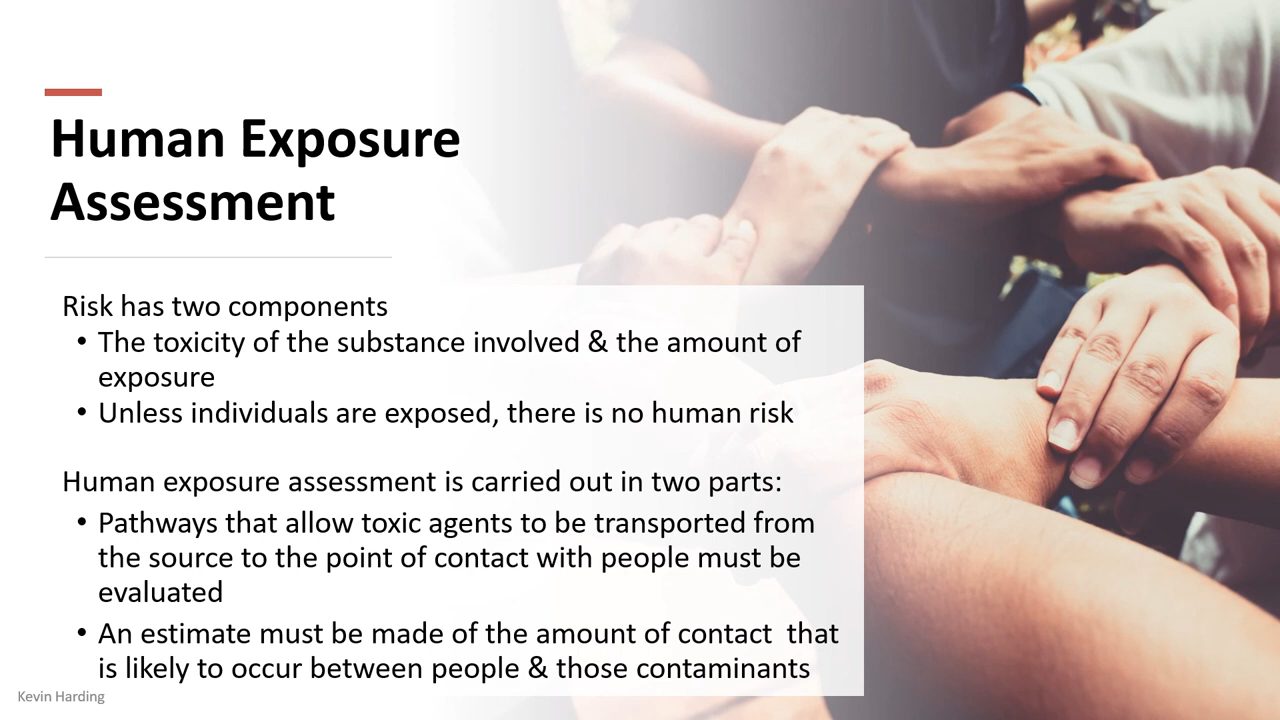 Human Exposure
Assessment
Risk has two components
• The toxicity of the substance involved & the amount of
exposure
• Unless individuals are exposed, there is no human risk
Human exposure assessment is carried out in two parts:
• Pathways that allow toxic agents to be transported from
the source to the point of contact with people must be
evaluated
• An estimate must be made of the amount of contact  that
is likely to occur between people & those contaminants
Kevin Harding